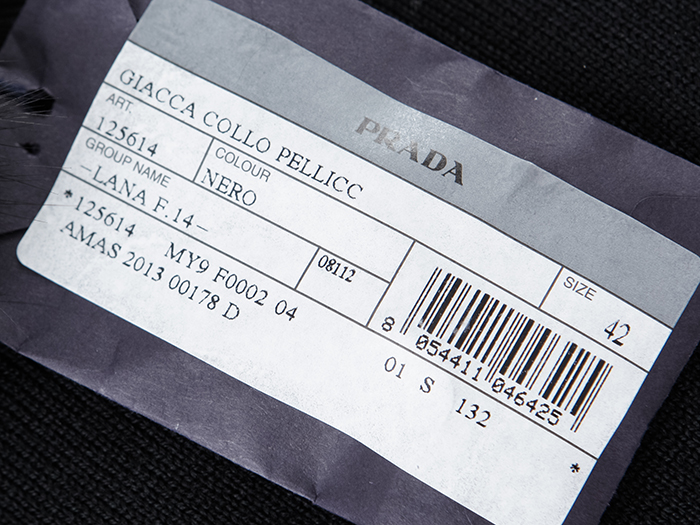 PRADA
GIACCA COLLO PELLICC
ART.
125614
COLOUR
NERO
SIZE
42
GROUP NAME
-LANA F.14-
08112
*125614 MY9 F0002 04
AMAS 2013 00178 D
8 054411 046425
01 S 132
*